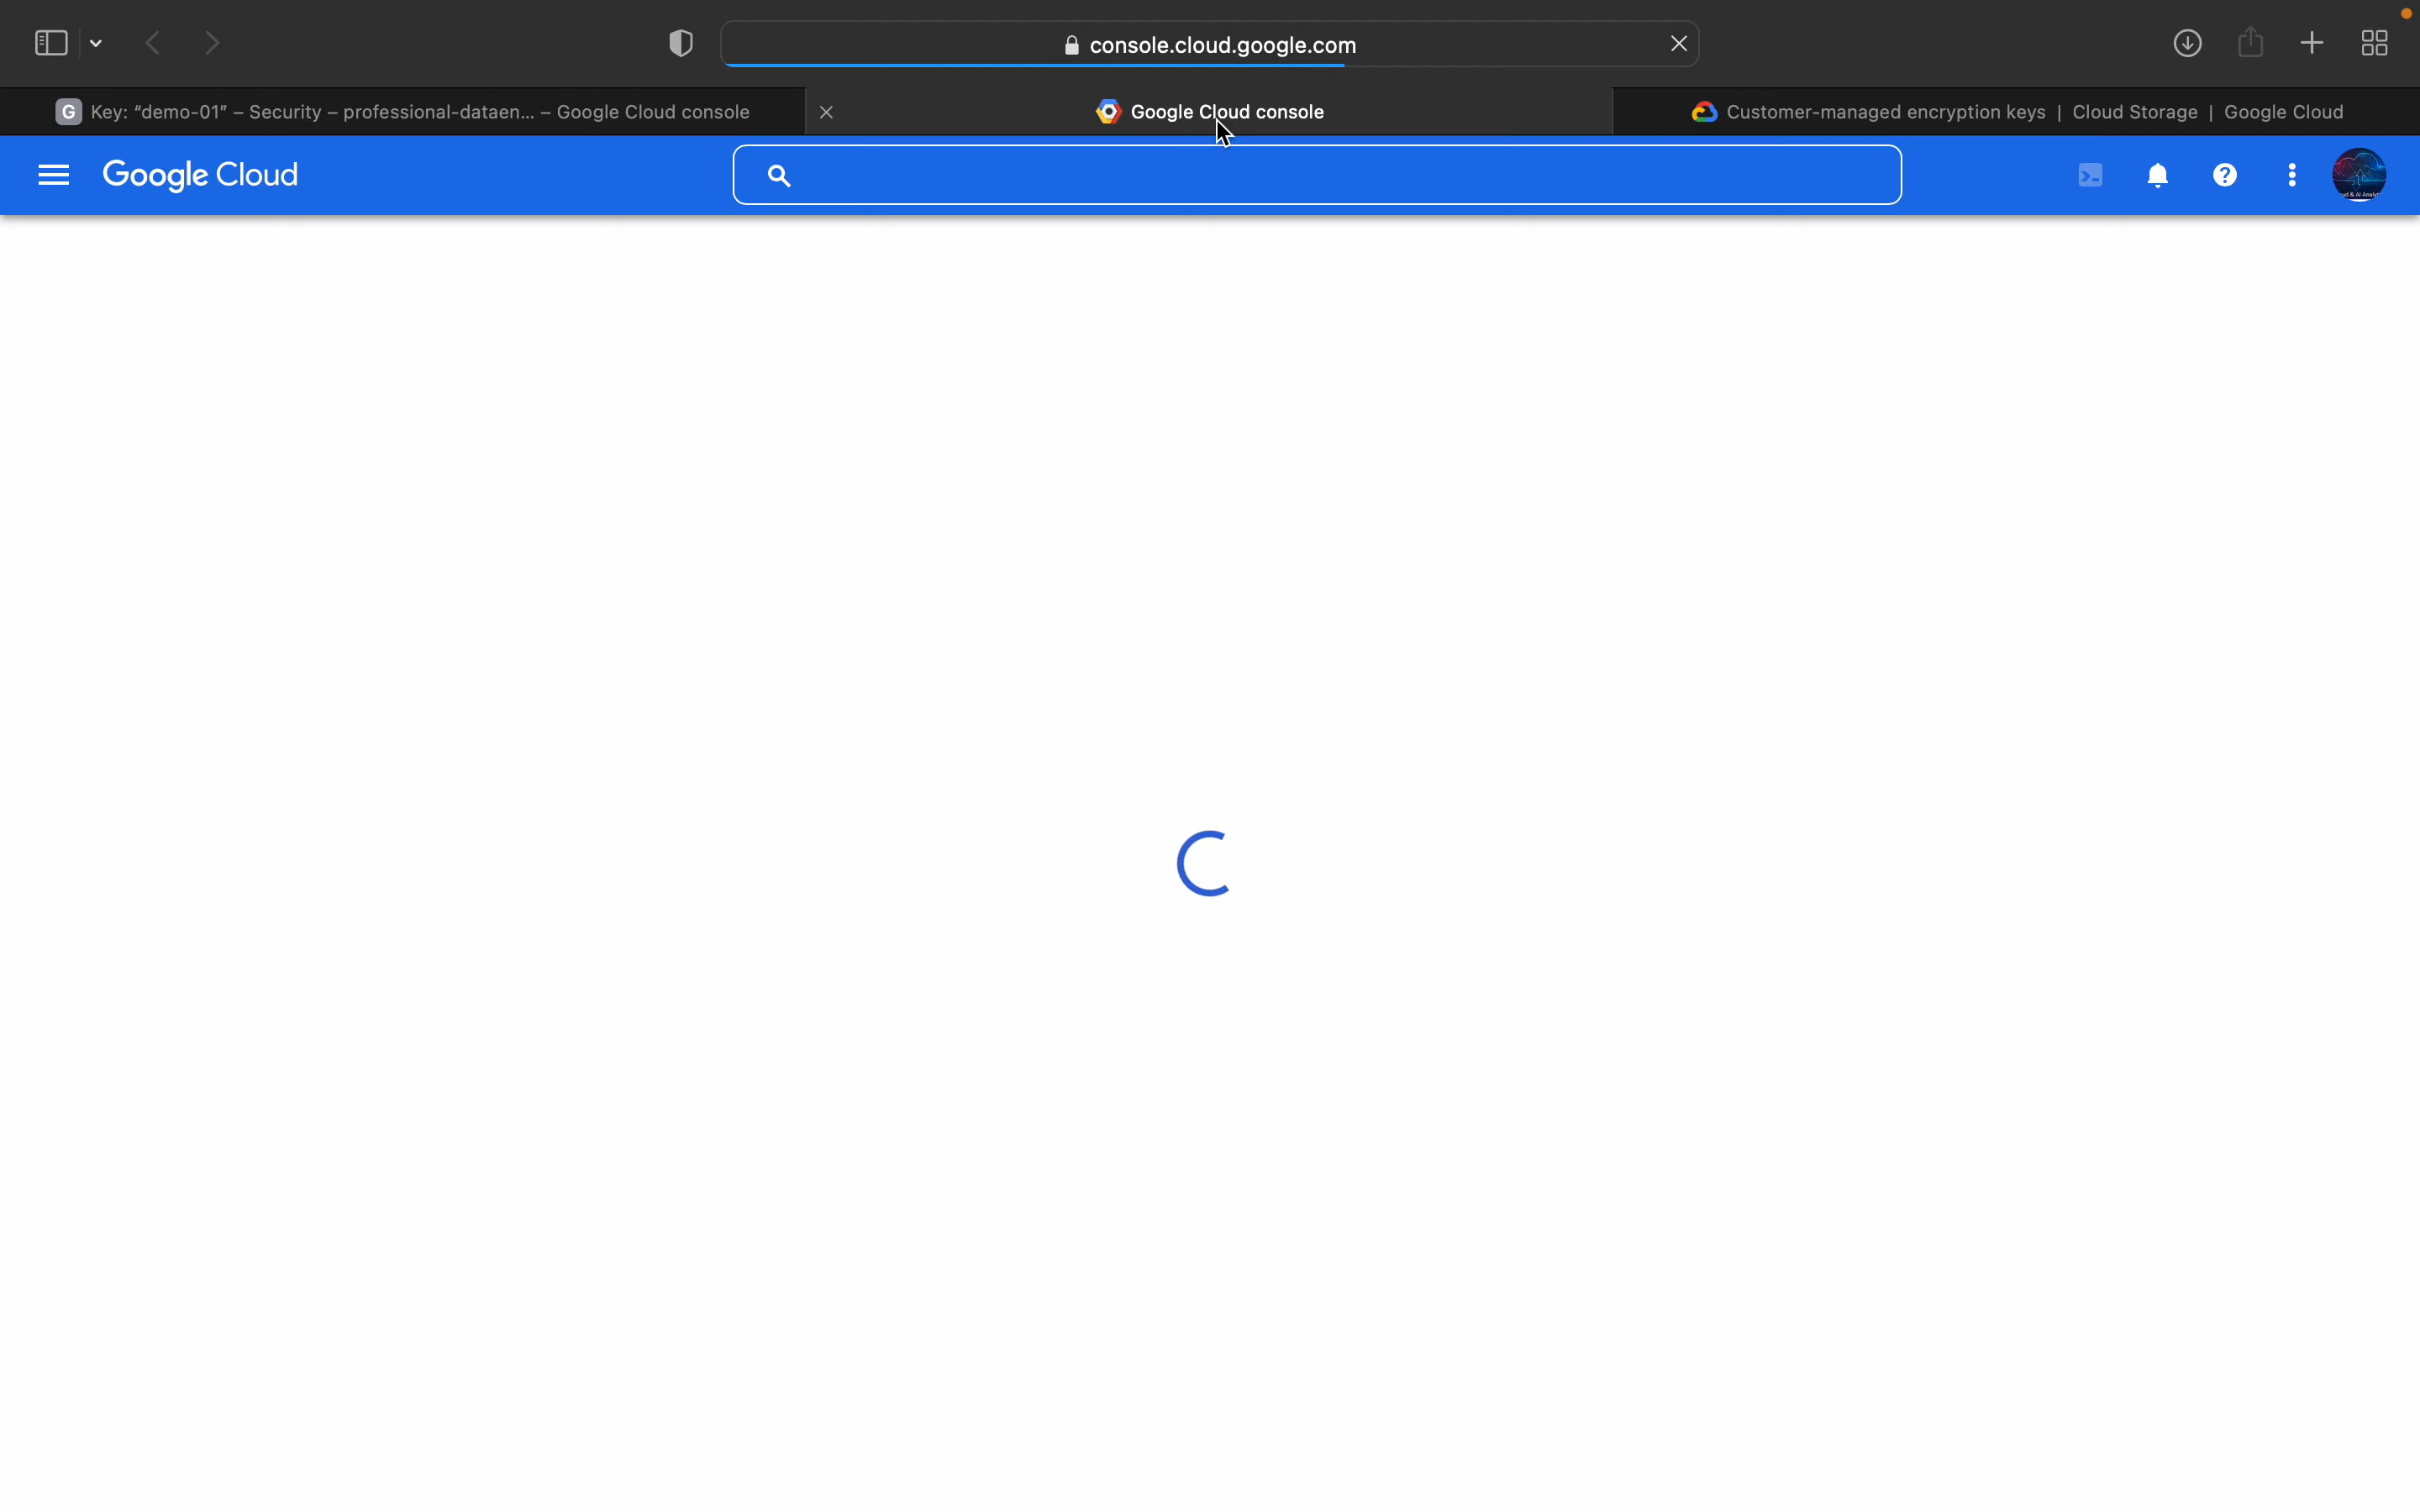 console.cloud.google.com
G Key: “demo-01” – Security – professional-dataen... – Google Cloud console
Google Cloud console
Customer-managed encryption keys | Cloud Storage | Google Cloud
Google Cloud